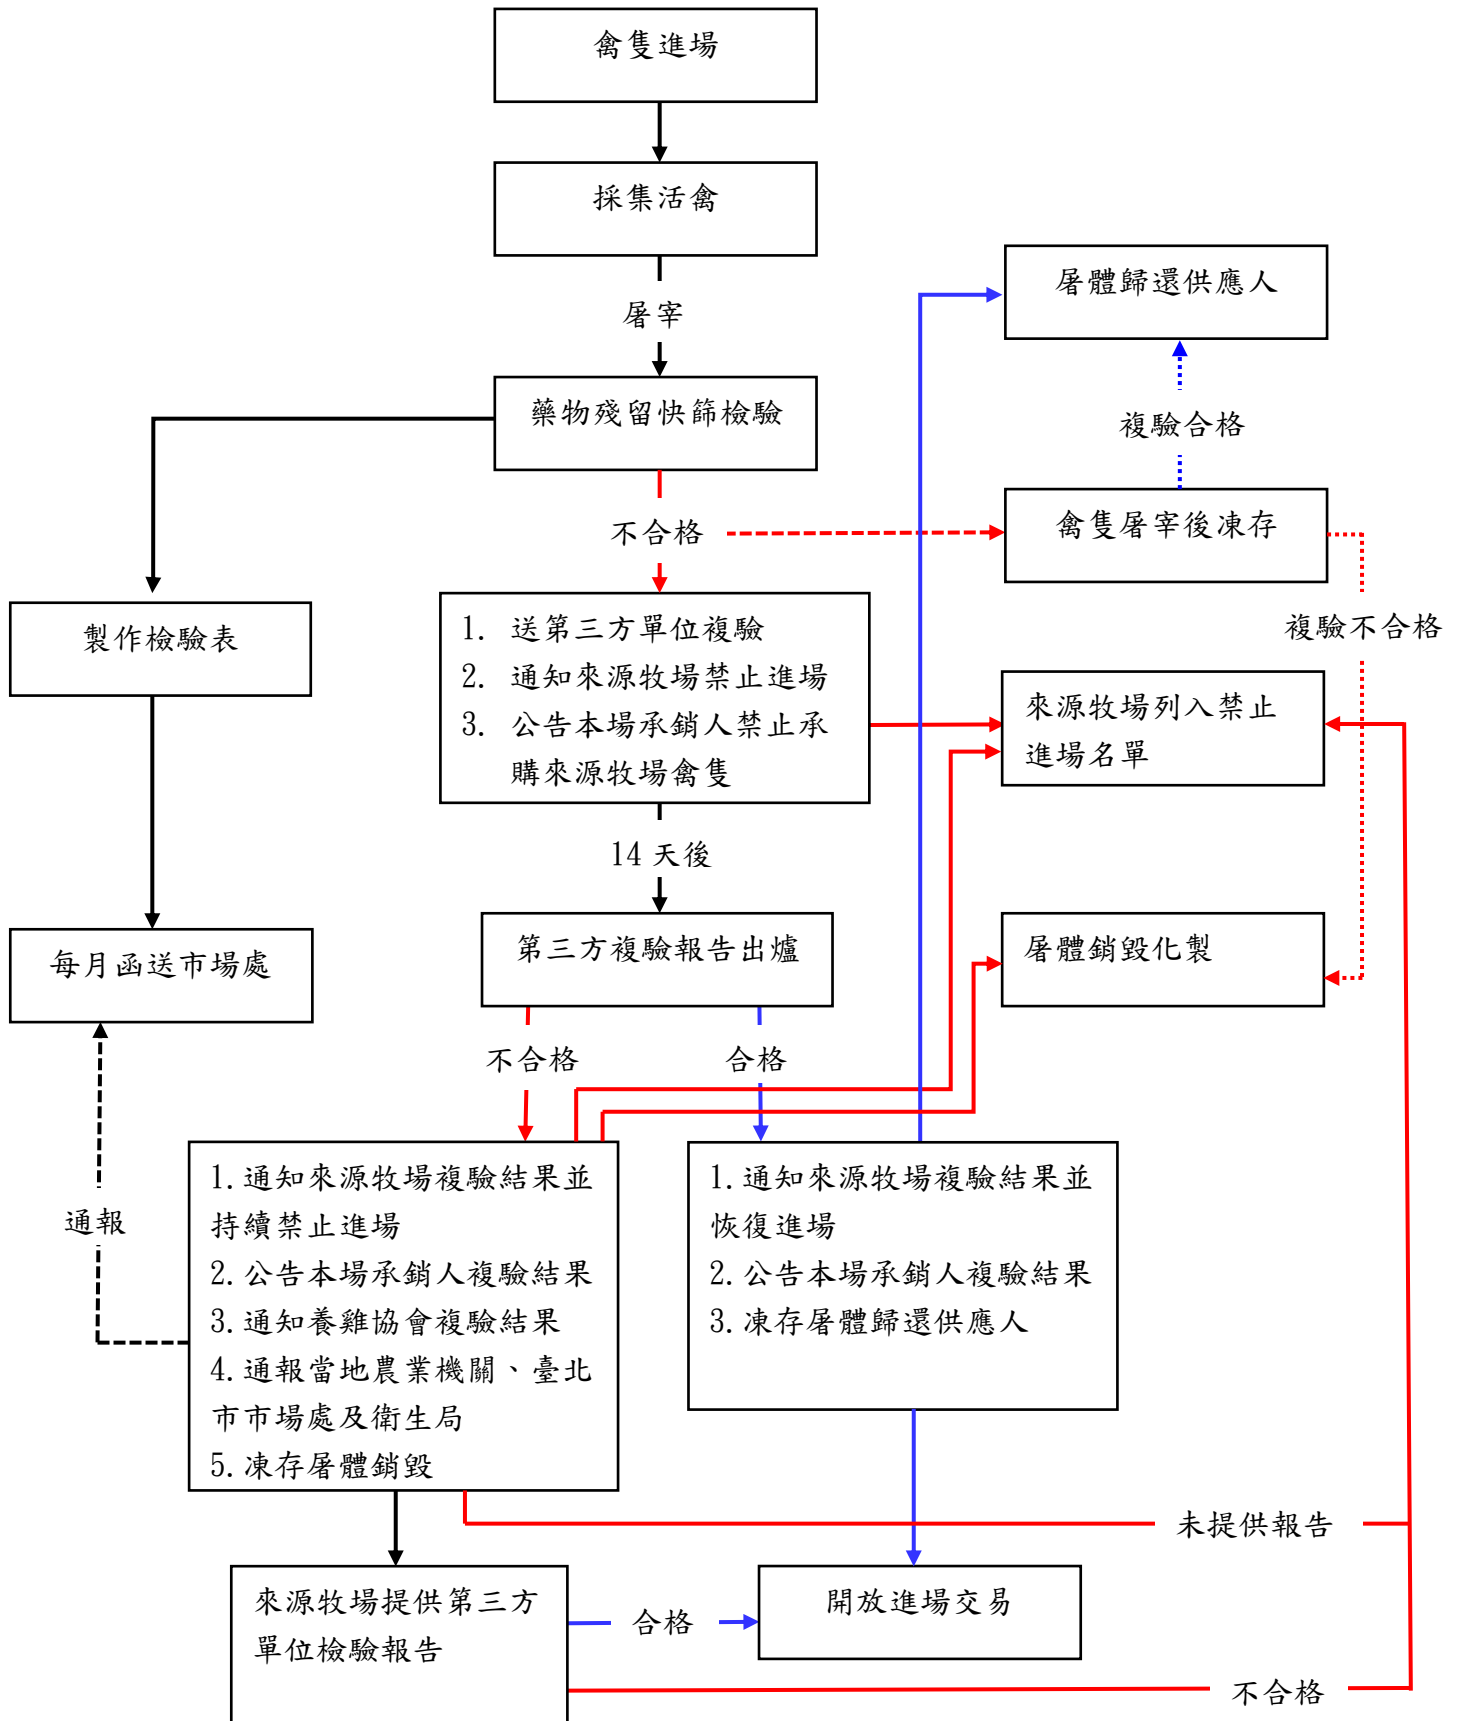 禽隻進場
採集活禽
屠體歸還供應人
屠宰
藥物殘留快篩檢驗
複驗合格
禽隻屠宰後凍存
不合格
製作檢驗表
1. 送第三方單位複驗
2. 通知來源牧場禁止進場
3. 公告本場承銷人禁止承
購來源牧場禽隻
複驗不合格
來源牧場列入禁止
進場名單
14 天後
第三方複驗報告出爐
屠體銷毀化製
每月函送市場處
不合格
合格
1.通知來源牧場複驗結果並
持續禁止進場
2.公告本場承銷人複驗結果
3.通知養雞協會複驗結果
4.通報當地農業機關、臺北
市市場處及衛生局
5.凍存屠體銷毀
1.通知來源牧場複驗結果並
恢復進場
2.公告本場承銷人複驗結果
3.凍存屠體歸還供應人
通報
未提供報告
來源牧場提供第三方
單位檢驗報告
合格
開放進場交易
不合格